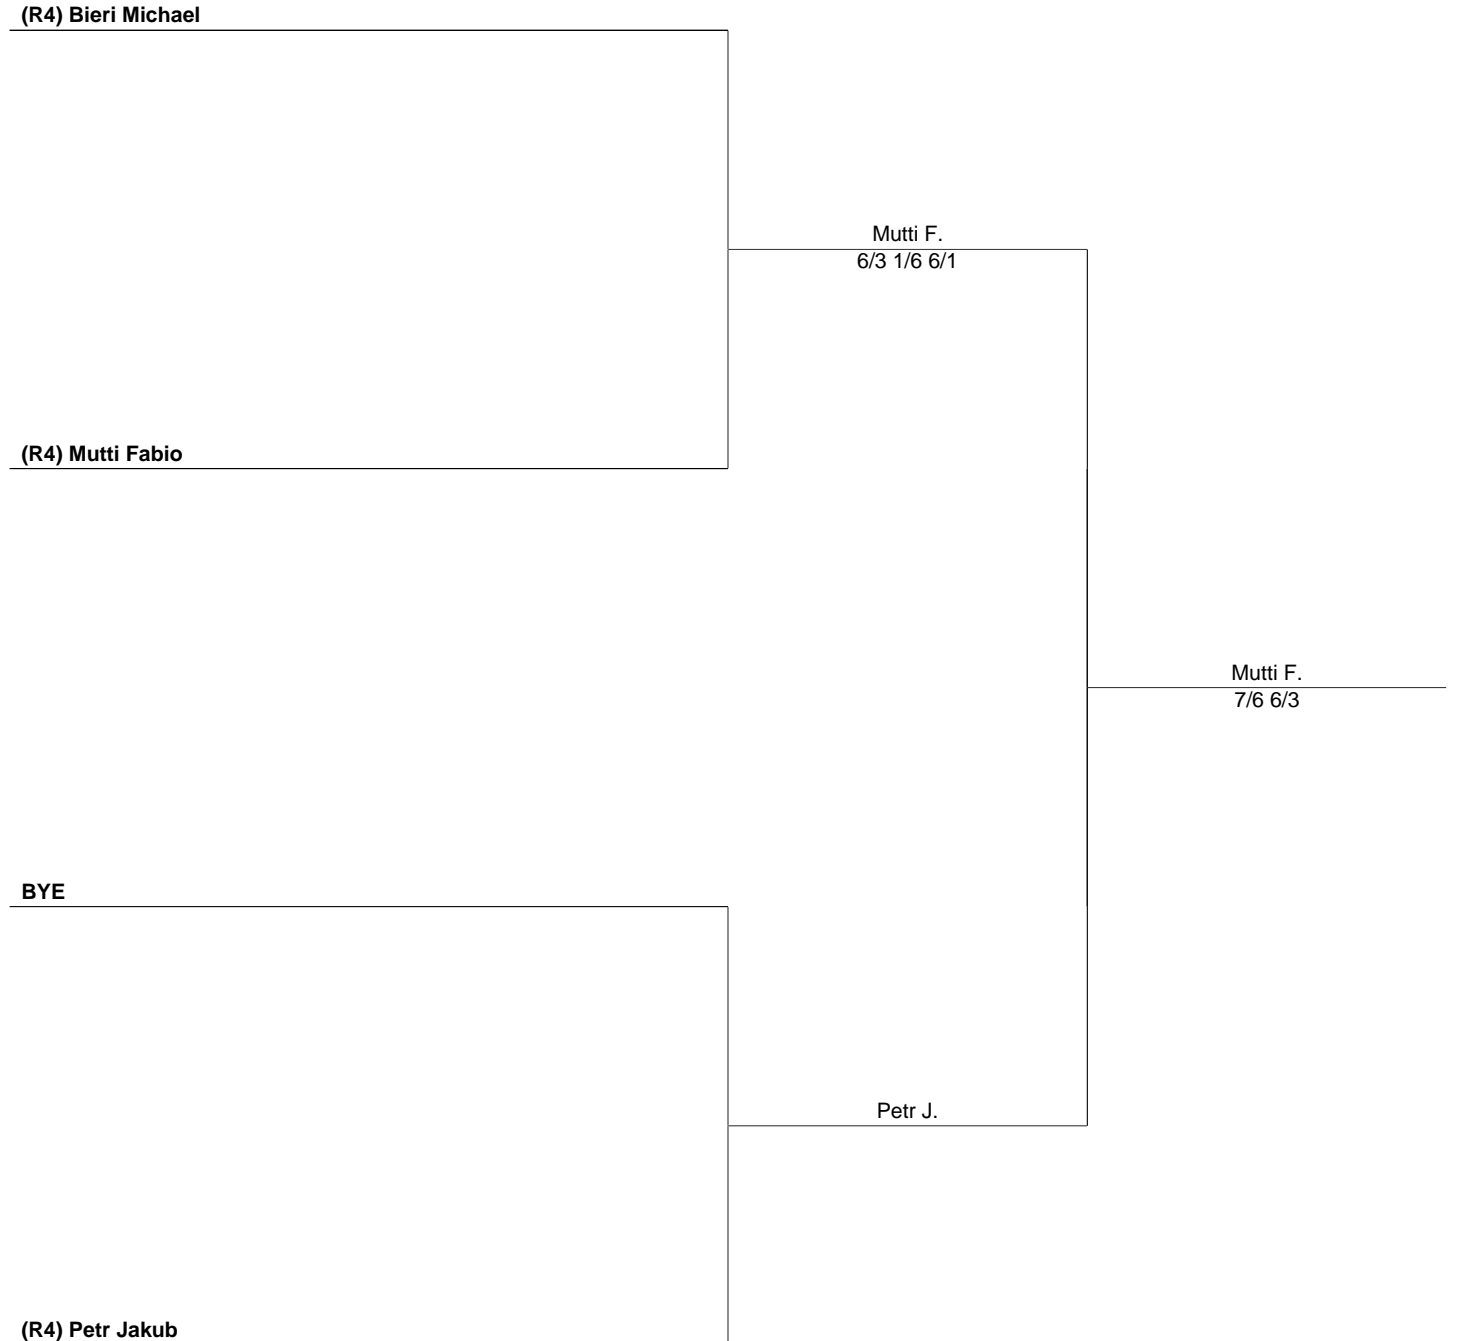 (R4) Bieri Michael
Mutti F.
6/3 1/6 6/1
(R4) Mutti Fabio
Mutti F.
7/6 6/3
BYE
Petr J.
(R4) Petr Jakub